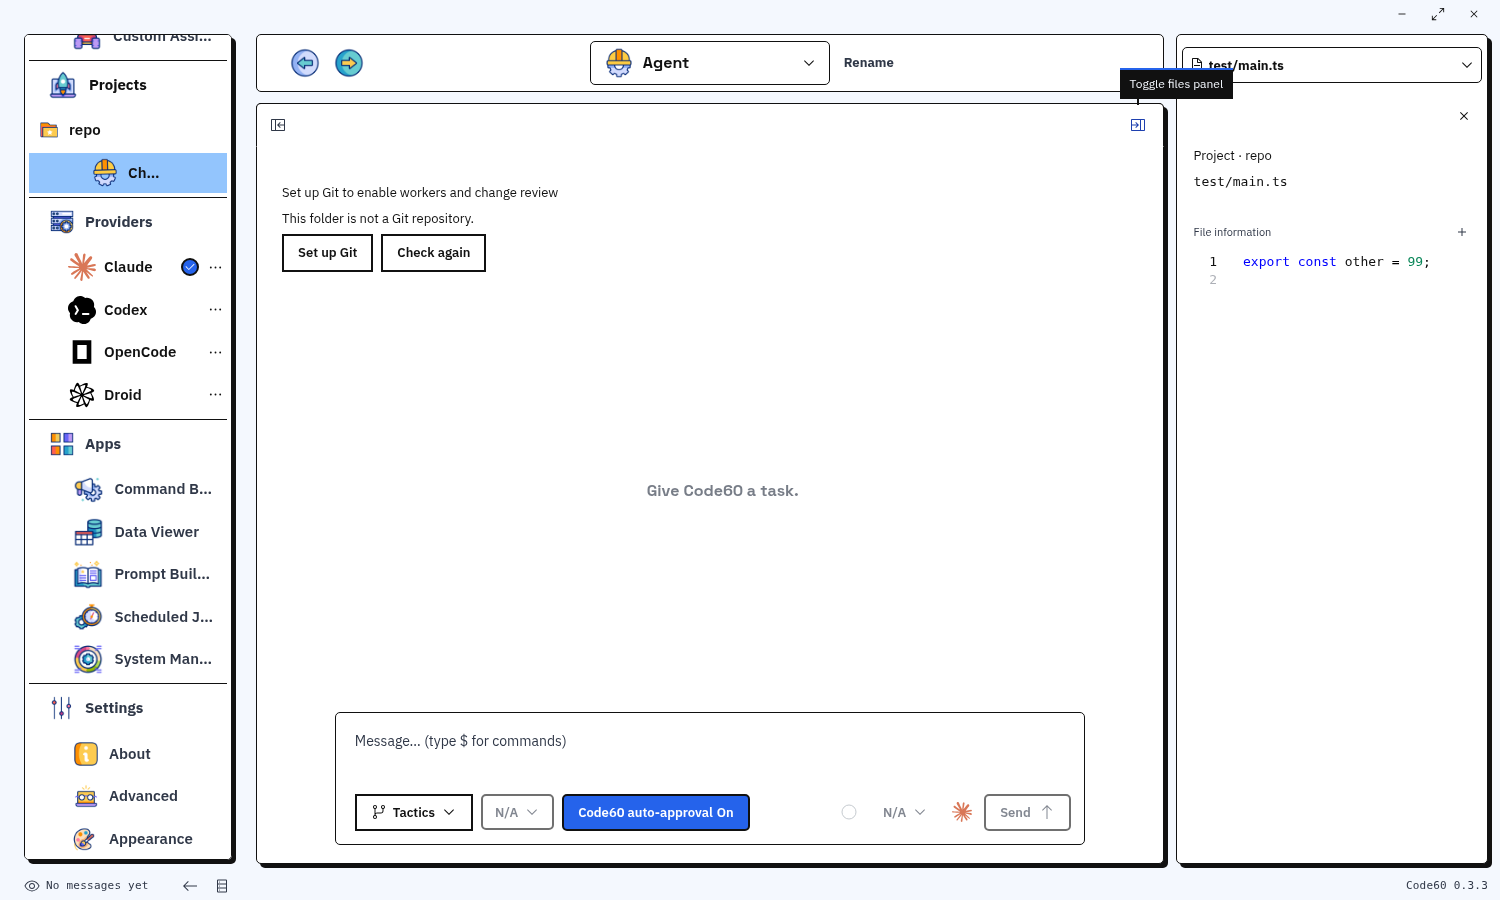 Custom Assi...
Projects
repo
Ch...
Providers
Claude
Codex
OpenCode
Droid
Apps
Command B...
Data Viewer
Prompt Buil...
Scheduled J...
System Man...
Settings
About
Advanced
Appearance
Agent
Rename
Toggle files panel
Set up Git to enable workers and change review
This folder is not a Git repository.
Set up Git
Check again
Give Code60 a task.
Message... (type $ for commands)
Tactics
N/A
Code60 auto-approval On
N/A
Send
test/main.ts
Project · repo
test/main.ts
File information
1 export const other = 99;
2
No messages yet
Code60 0.3.3